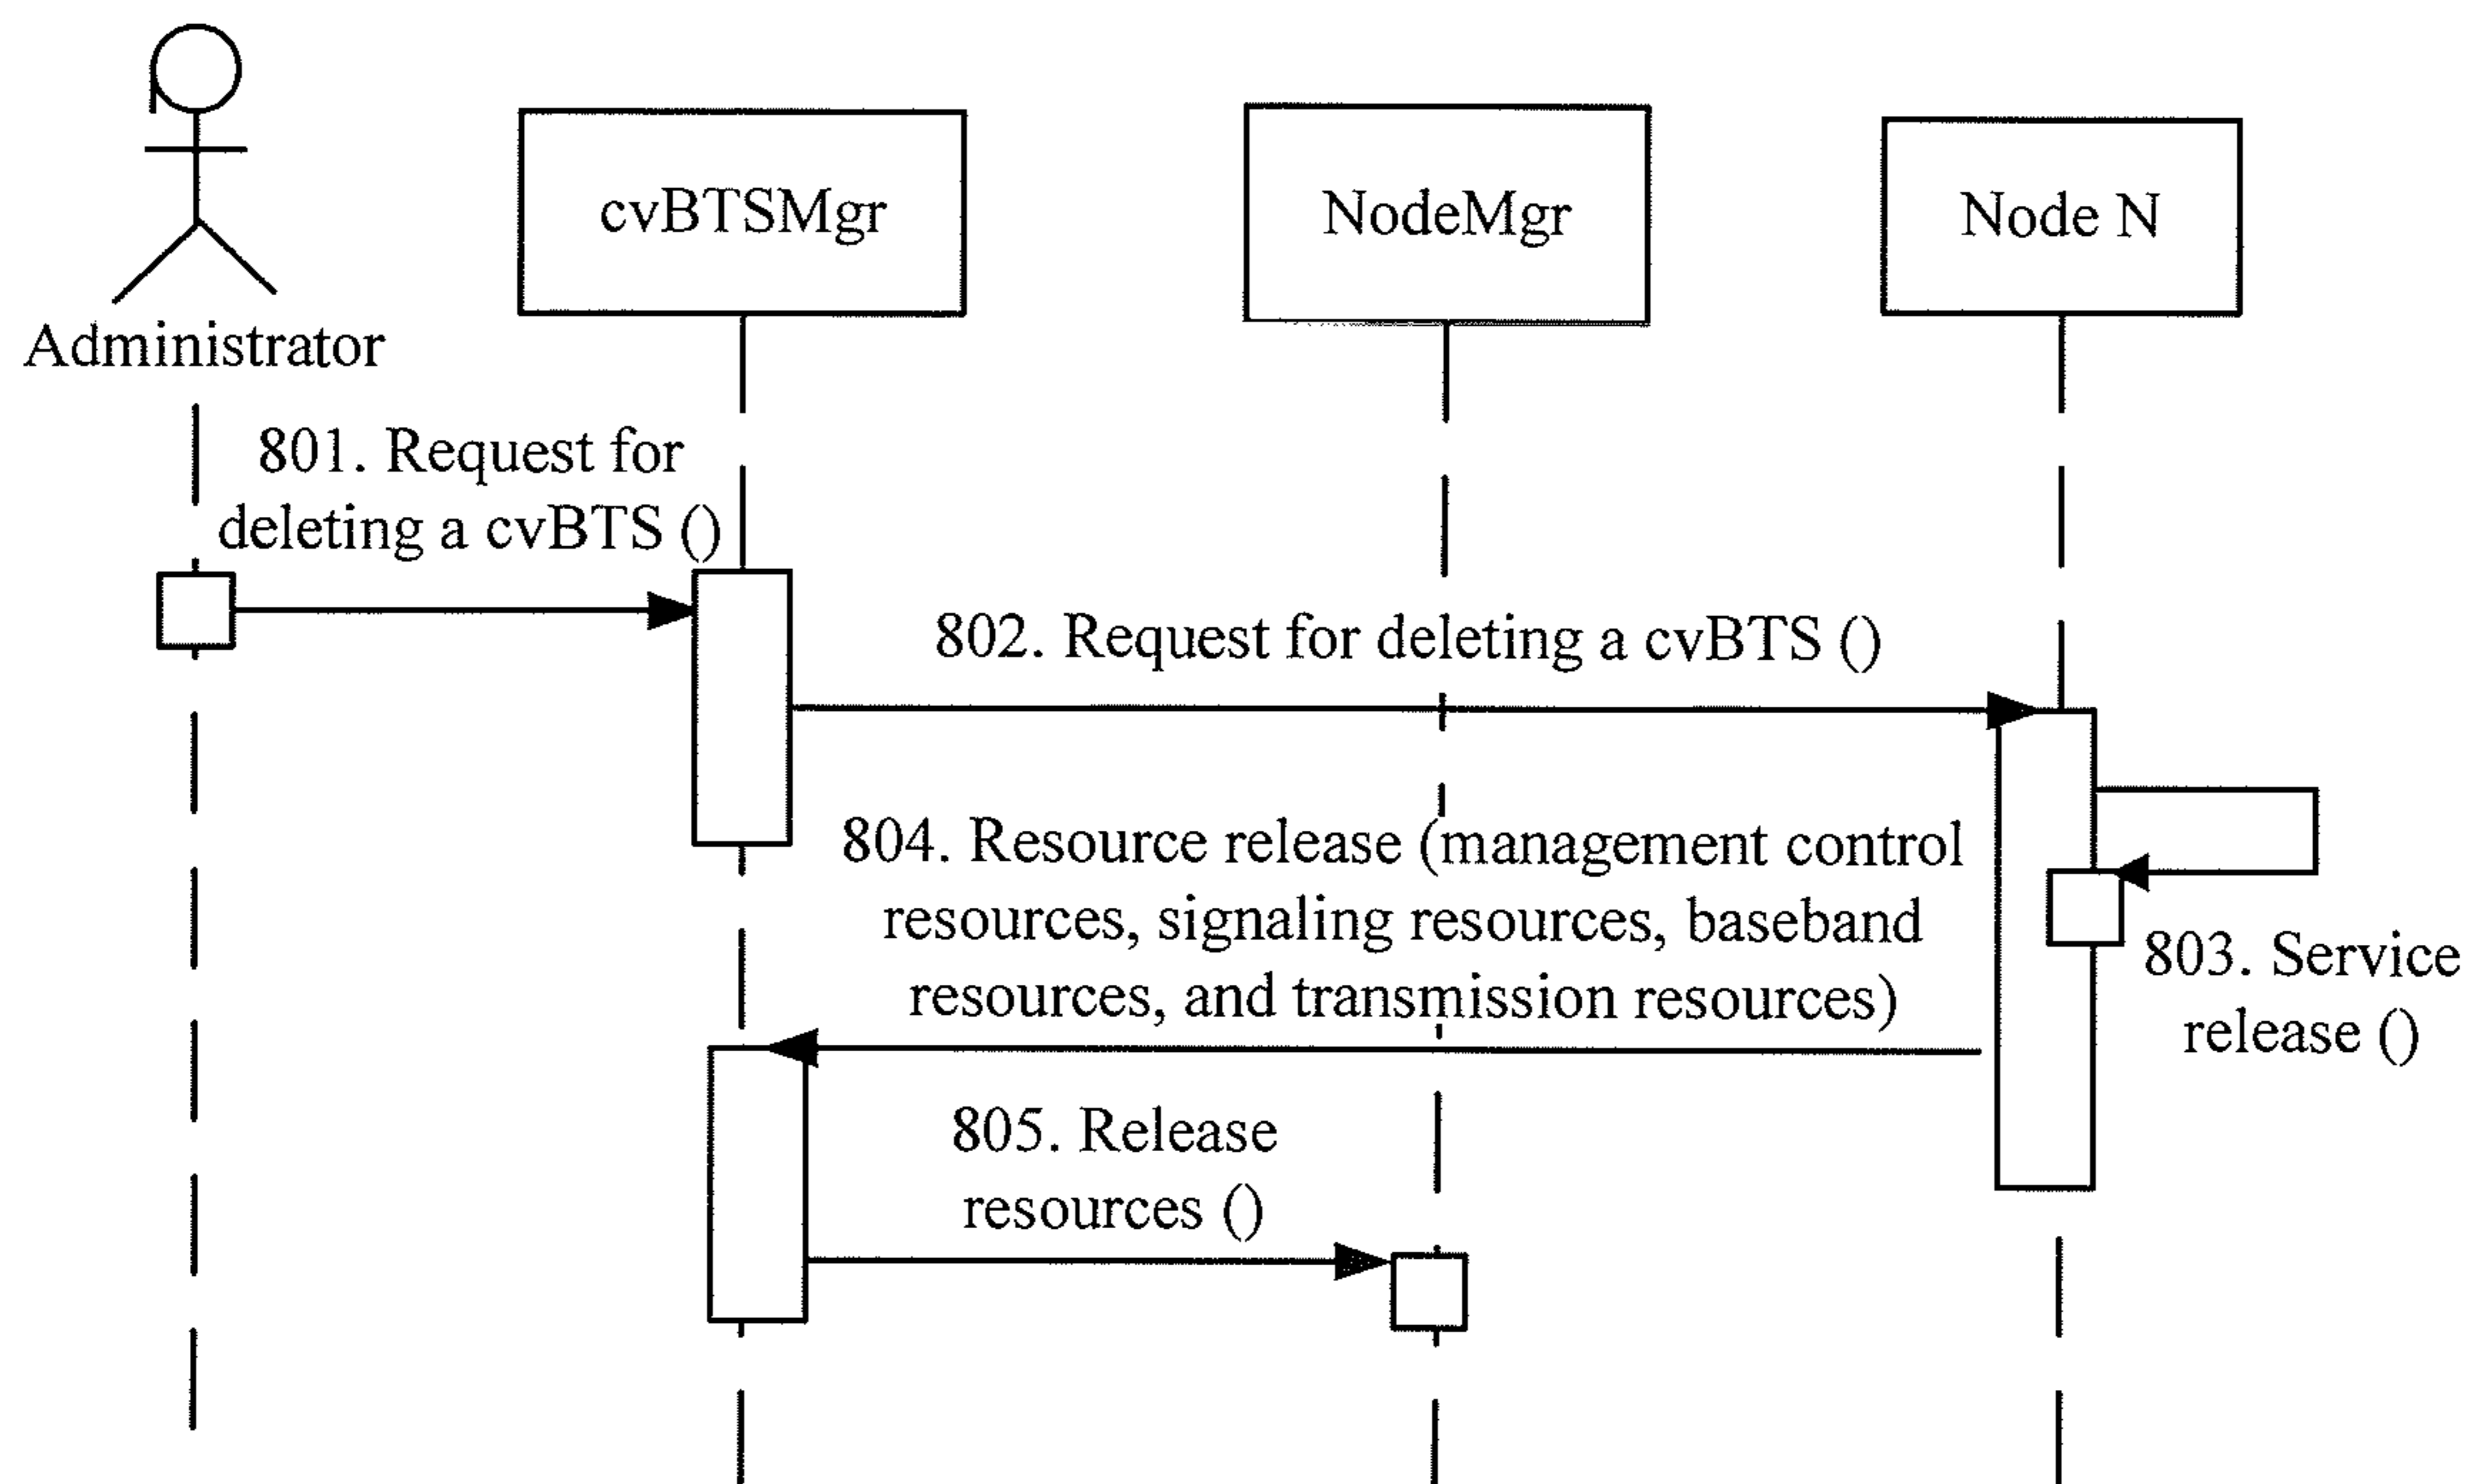 cvBTSMgr
NodeMgr
Node N
Administrator
801. Request for
deleting a cvBTS ()
802. Request for deleting a cvBTS ()
804. Resource release (management control
resources, signaling resources, baseband
resources, and transmission resources)
803. Service
release ()
805. Release
resources ()